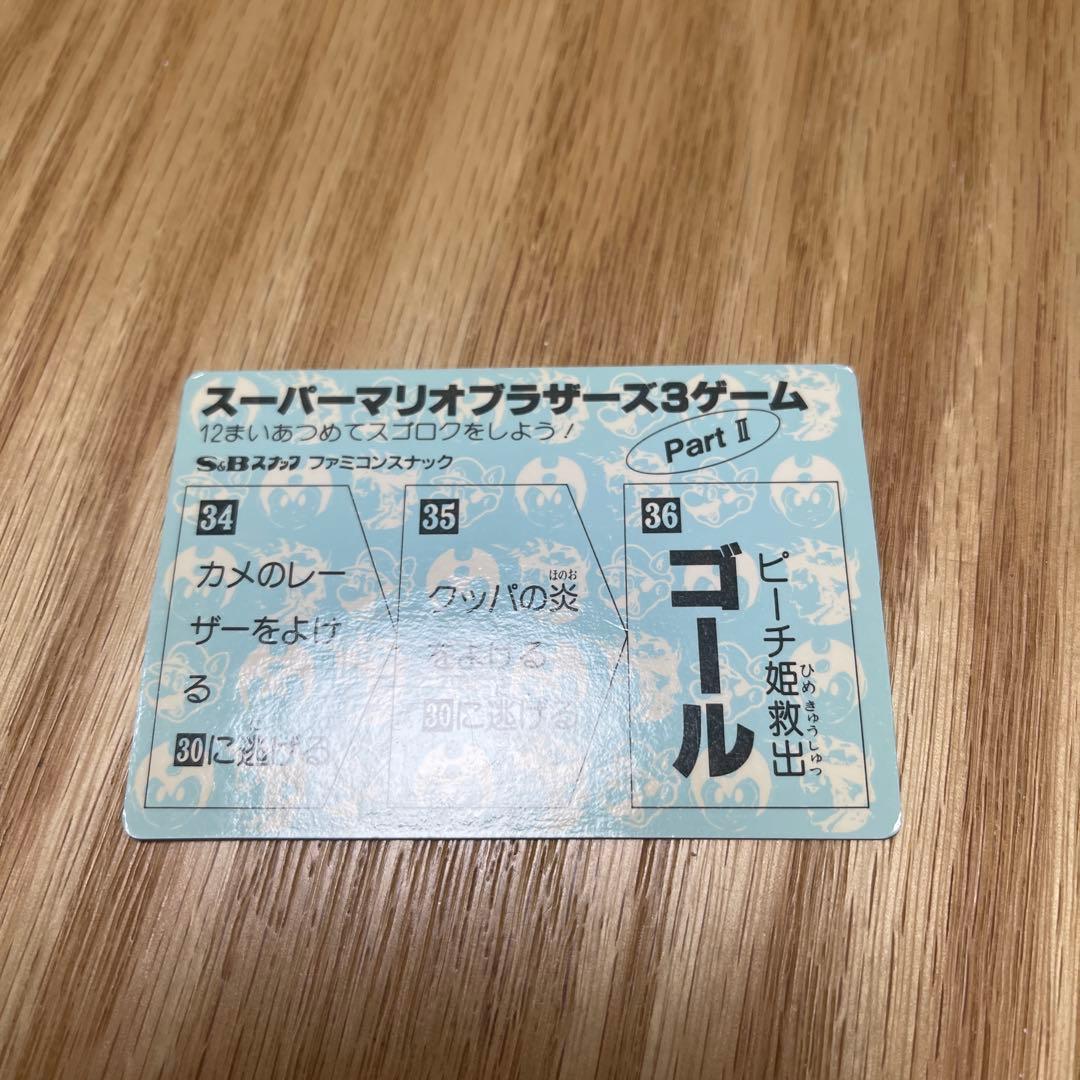 スーパーマリオブラザーズ3ゲーム
12まいあつめてスゴロクをしよう!
Part II
S&Bスナック ファミコンスナック
34
カメのレー
ザーをよけ
る
30に逃げる
35
ほのお
クッパの炎
をよける
30に逃げる
36
ピーチ姫救出
ひめ きゅうしゅつ
ゴール